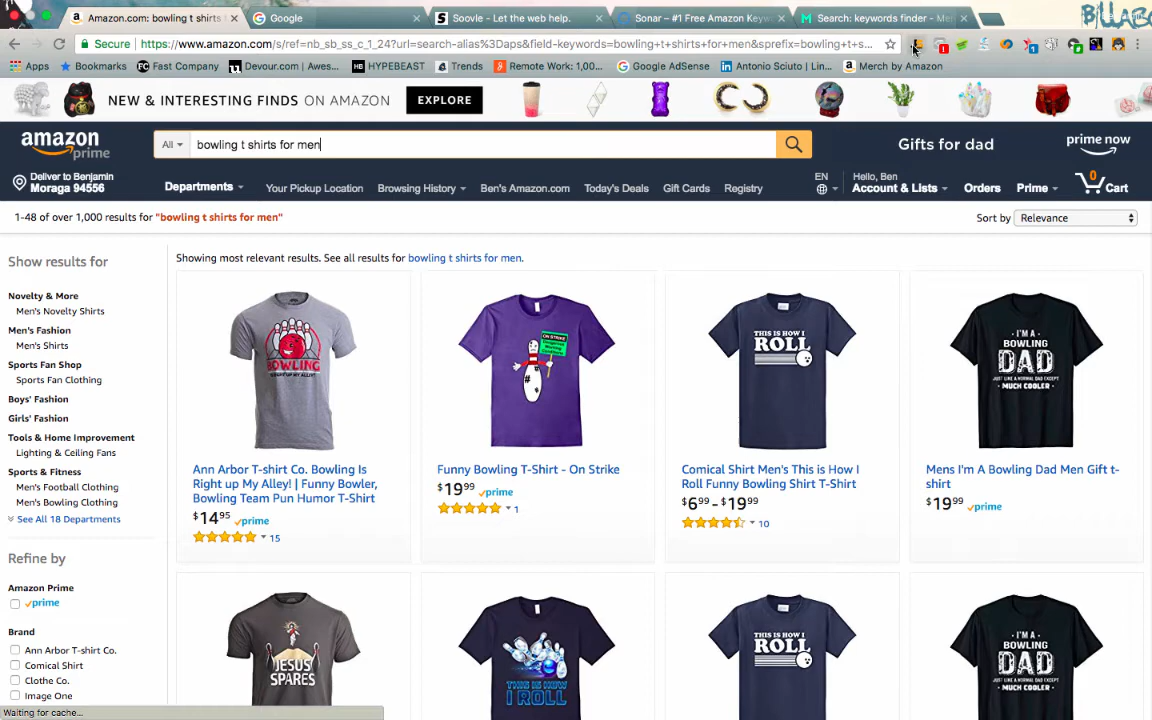 Amazon.com: bowling t shirts
Google
Soovle - Let the web help.
Sonar – #1 Free Amazon Keyw
Search: keywords finder - Me
Secure
https://www.amazon.com/s/ref=nb_sb_ss_c_1_24?url=search-alias%3Daps&field-keywords=bowling+t+shirts+for+men&sprefix=bowling+t+s...
Apps
Bookmarks
Fast Company
Devour.com | Awes...
HYPEBEAST
Trends
Remote Work: 1,00...
Google AdSense
Antonio Sciuto | Lin...
Merch by Amazon
NEW & INTERESTING FINDS ON AMAZON
EXPLORE
amazon
prime
All
bowling t shirts for men
Gifts for dad
prime now
Deliver to Benjamin
Moraga 94556
Departments
Your Pickup Location
Browsing History
Ben's Amazon.com
Today's Deals
Gift Cards
Registry
EN
Hello, Ben
Account & Lists
Orders
Prime
0
Cart
1-48 of over 1,000 results for "bowling t shirts for men"
Sort by
Relevance
Show results for
Novelty & More
Men's Novelty Shirts
Men's Fashion
Men's Shirts
Sports Fan Shop
Sports Fan Clothing
Boys' Fashion
Girls' Fashion
Tools & Home Improvement
Lighting & Ceiling Fans
Sports & Fitness
Men's Football Clothing
Men's Bowling Clothing
See All 18 Departments
Refine by
Amazon Prime
prime
Brand
Ann Arbor T-shirt Co.
Comical Shirt
Clothe Co.
Image One
Waiting for cache...
Showing most relevant results. See all results for bowling t shirts for men.
BOWLING
Ann Arbor T-shirt Co. Bowling Is
Right up My Alley! | Funny Bowler,
Bowling Team Pun Humor T-Shirt
$14.95 prime
15
ON STRIKE
Funny Bowling T-Shirt - On Strike
$19.99 prime
1
THIS IS HOW I
ROLL
Comical Shirt Men's This is How I
Roll Funny Bowling Shirt T-Shirt
$6.99 - $19.99
10
I'M A
BOWLING
DAD
JUST LIKE A NORMAL DAD EXCEPT
MUCH COOLER
Mens I'm A Bowling Dad Men Gift t-
shirt
$19.99 prime
JESUS
SPARES
THIS IS HOW
I ROLL
THIS IS HOW I
ROLL
I'M A
BOWLING
DAD
JUST LIKE A NORMAL DAD EXCEPT
MUCH COOLER